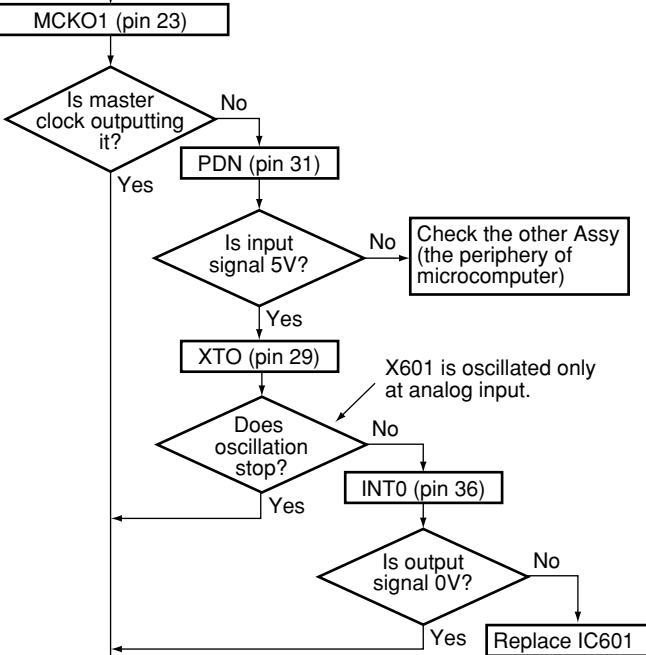 MCKO1 (pin 23)
Is master
clock outputting
it?
No
Yes
PDN (pin 31)
Is input
signal 5V?
No
Check the other Assy
(the periphery of
microcomputer)
Yes
XTO (pin 29)
X601 is oscillated only
at analog input.
Does
oscillation
stop?
No
Yes
INT0 (pin 36)
Is output
signal 0V?
No
Yes
Replace IC601